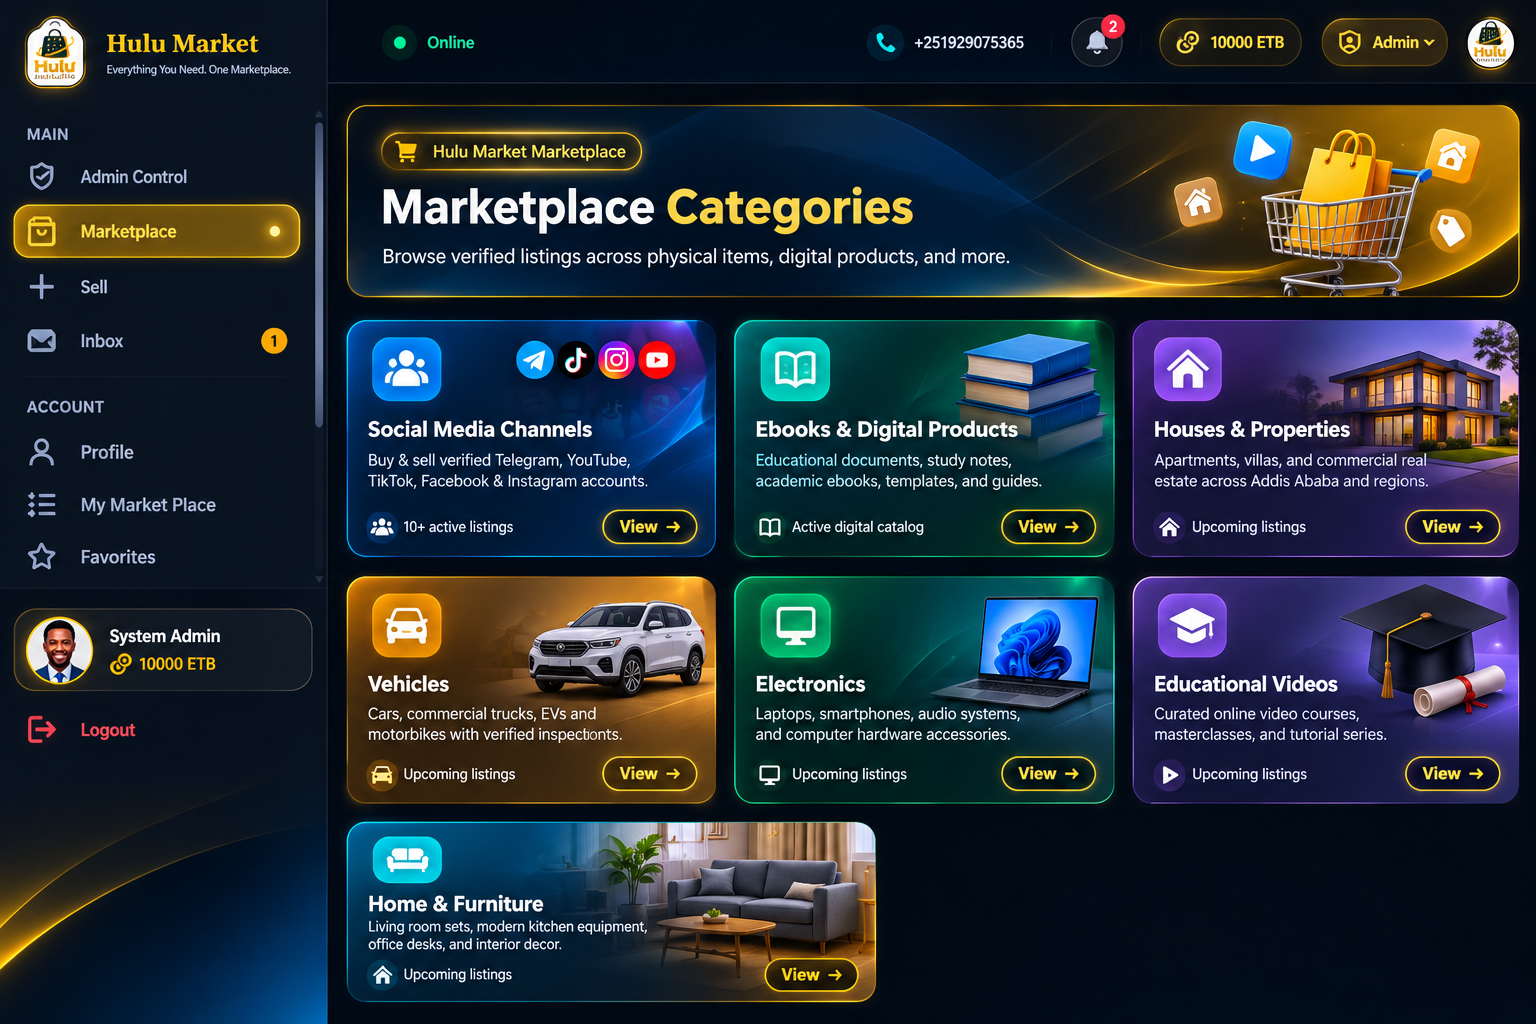 Hulu
Hulu Market
Everything You Need. One Marketplace.
MAIN
Admin Control
Marketplace
Sell
Inbox
1
ACCOUNT
Profile
My Market Place
Favorites
System Admin
10000 ETB
Logout
Online
+251929075365
2
10000 ETB
Admin
Hulu
Hulu Market Marketplace
Marketplace Categories
Browse verified listings across physical items, digital products, and more.
Social Media Channels
Buy & sell verified Telegram, YouTube,
TikTok, Facebook & Instagram accounts.
10+ active listings
View →
Ebooks & Digital Products
Educational documents, study notes,
academic ebooks, templates, and guides.
Active digital catalog
View →
Houses & Properties
Apartments, villas, and commercial real
estate across Addis Ababa and regions.
Upcoming listings
View →
Vehicles
Cars, commercial trucks, EVs and
motorbikes with verified inspections.
Upcoming listings
View →
Electronics
Laptops, smartphones, audio systems,
and computer hardware accessories.
Upcoming listings
View →
Educational Videos
Curated online video courses,
masterclasses, and tutorial series.
Upcoming listings
View →
Home & Furniture
Living room sets, modern kitchen equipment,
office desks, and interior decor.
Upcoming listings
View →